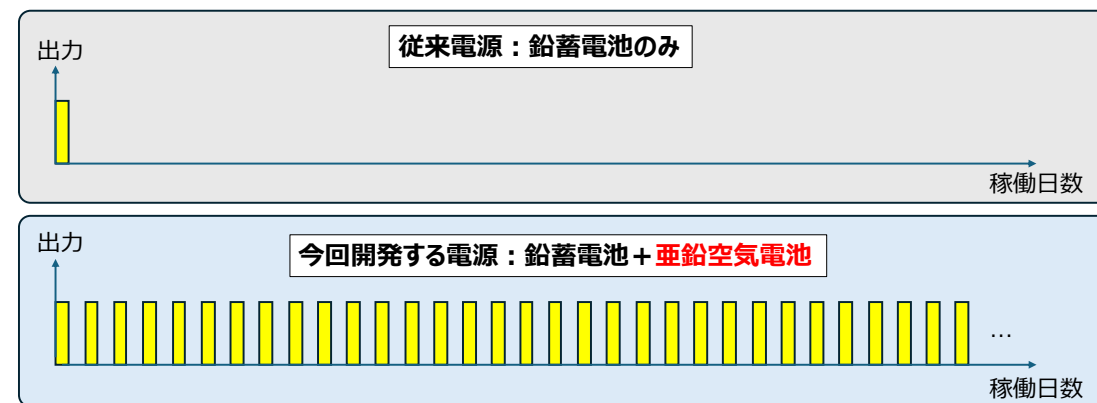 従来電源：鉛蓄電池のみ
出力
稼働日数
今回開発する電源：鉛蓄電池＋亜鉛空気電池
出力
…
稼働日数